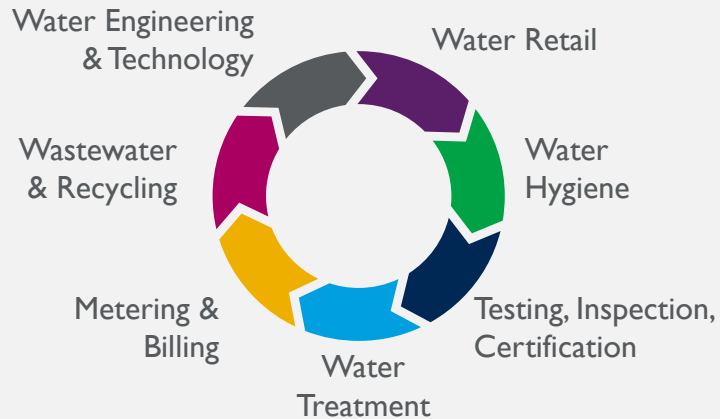 Water Engineering
& Technology
Water Retail
Water
Hygiene
Testing, Inspection,
Certification
Water
Treatment
Metering &
Billing
Wastewater
& Recycling